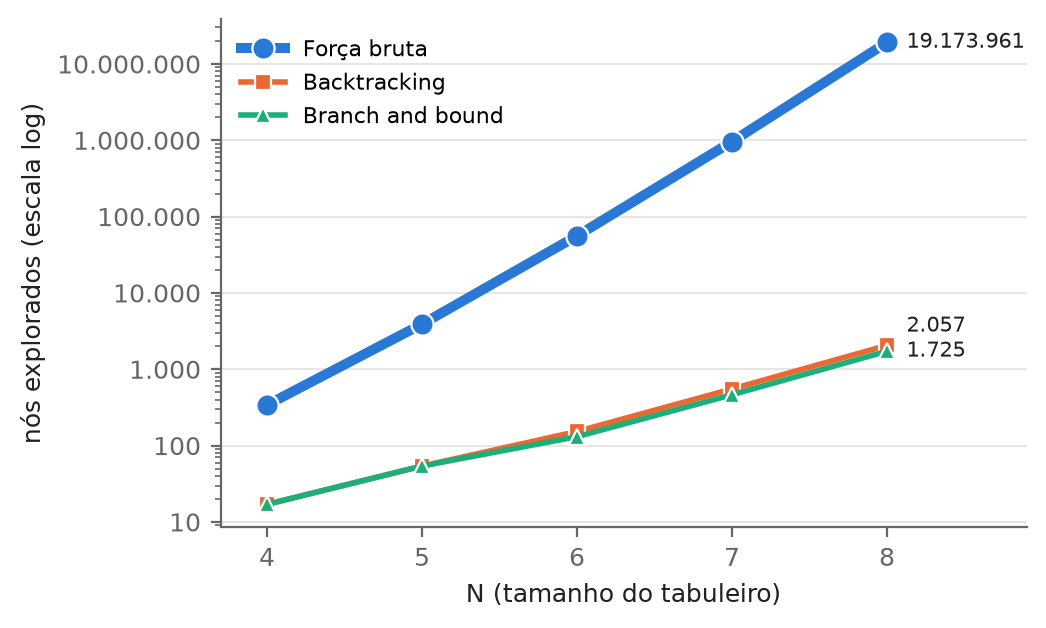 Força bruta
Backtracking
Branch and bound
19.173.961
2.057
1.725
10.000.000
1.000.000
100.000
10.000
1.000
100
10
nós explorados (escala log)
4 5 6 7 8
N (tamanho do tabuleiro)